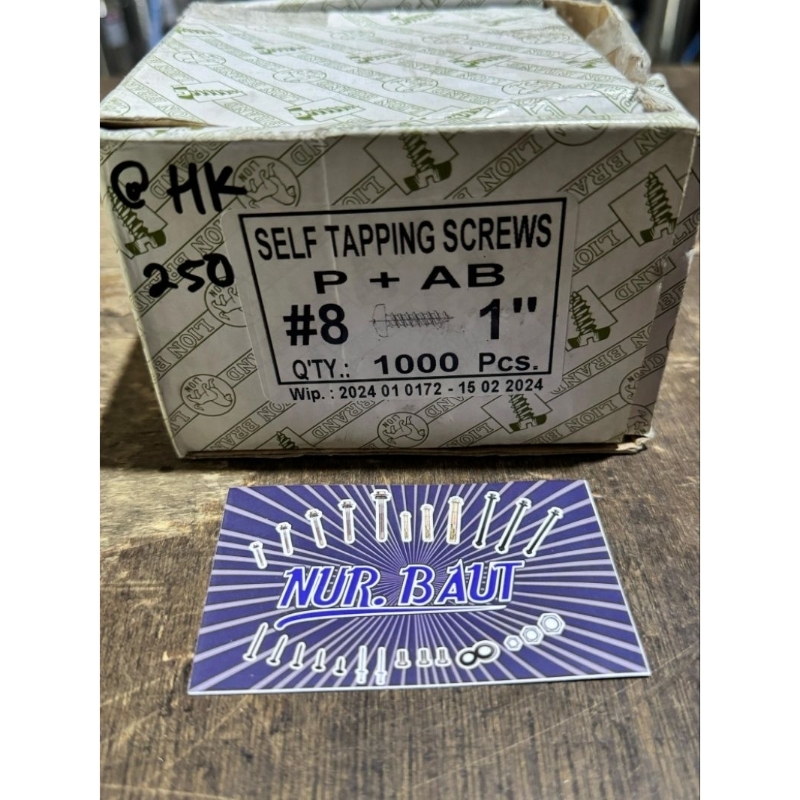 @ HK
250
SELF TAPPING SCREWS
P + AB
#8 1"
Q'TY.: 1000 Pcs.
Wip. : 2024 01 0172 - 15 02 2024
LION BRAND
LION
NUR. BAUT